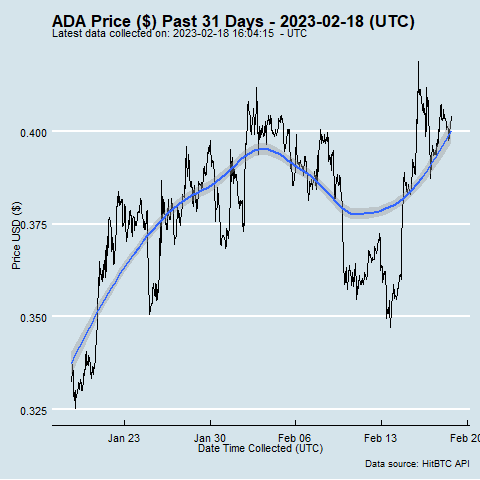 ADA Price ($) Past 31 Days - 2023-02-18 (UTC)
Latest data collected on: 2023-02-18 16:04:15 - UTC
Price USD ($)
0.400
0.375
0.350
0.325
Jan 23 Jan 30 Feb 06 Feb 13 Feb 20
Date Time Collected (UTC)
Data source: HitBTC API